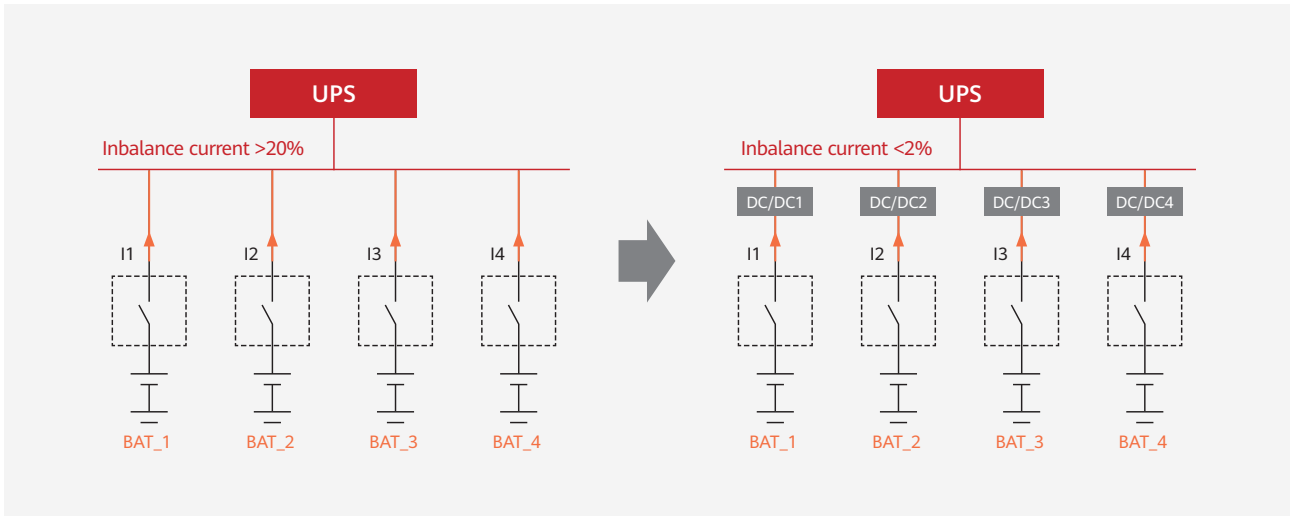 UPS
Inbalance current >20%
I1
I2
I3
I4
BAT_1
BAT_2
BAT_3
BAT_4
UPS
Inbalance current <2%
DC/DC1
DC/DC2
DC/DC3
DC/DC4
I1
I2
I3
I4
BAT_1
BAT_2
BAT_3
BAT_4